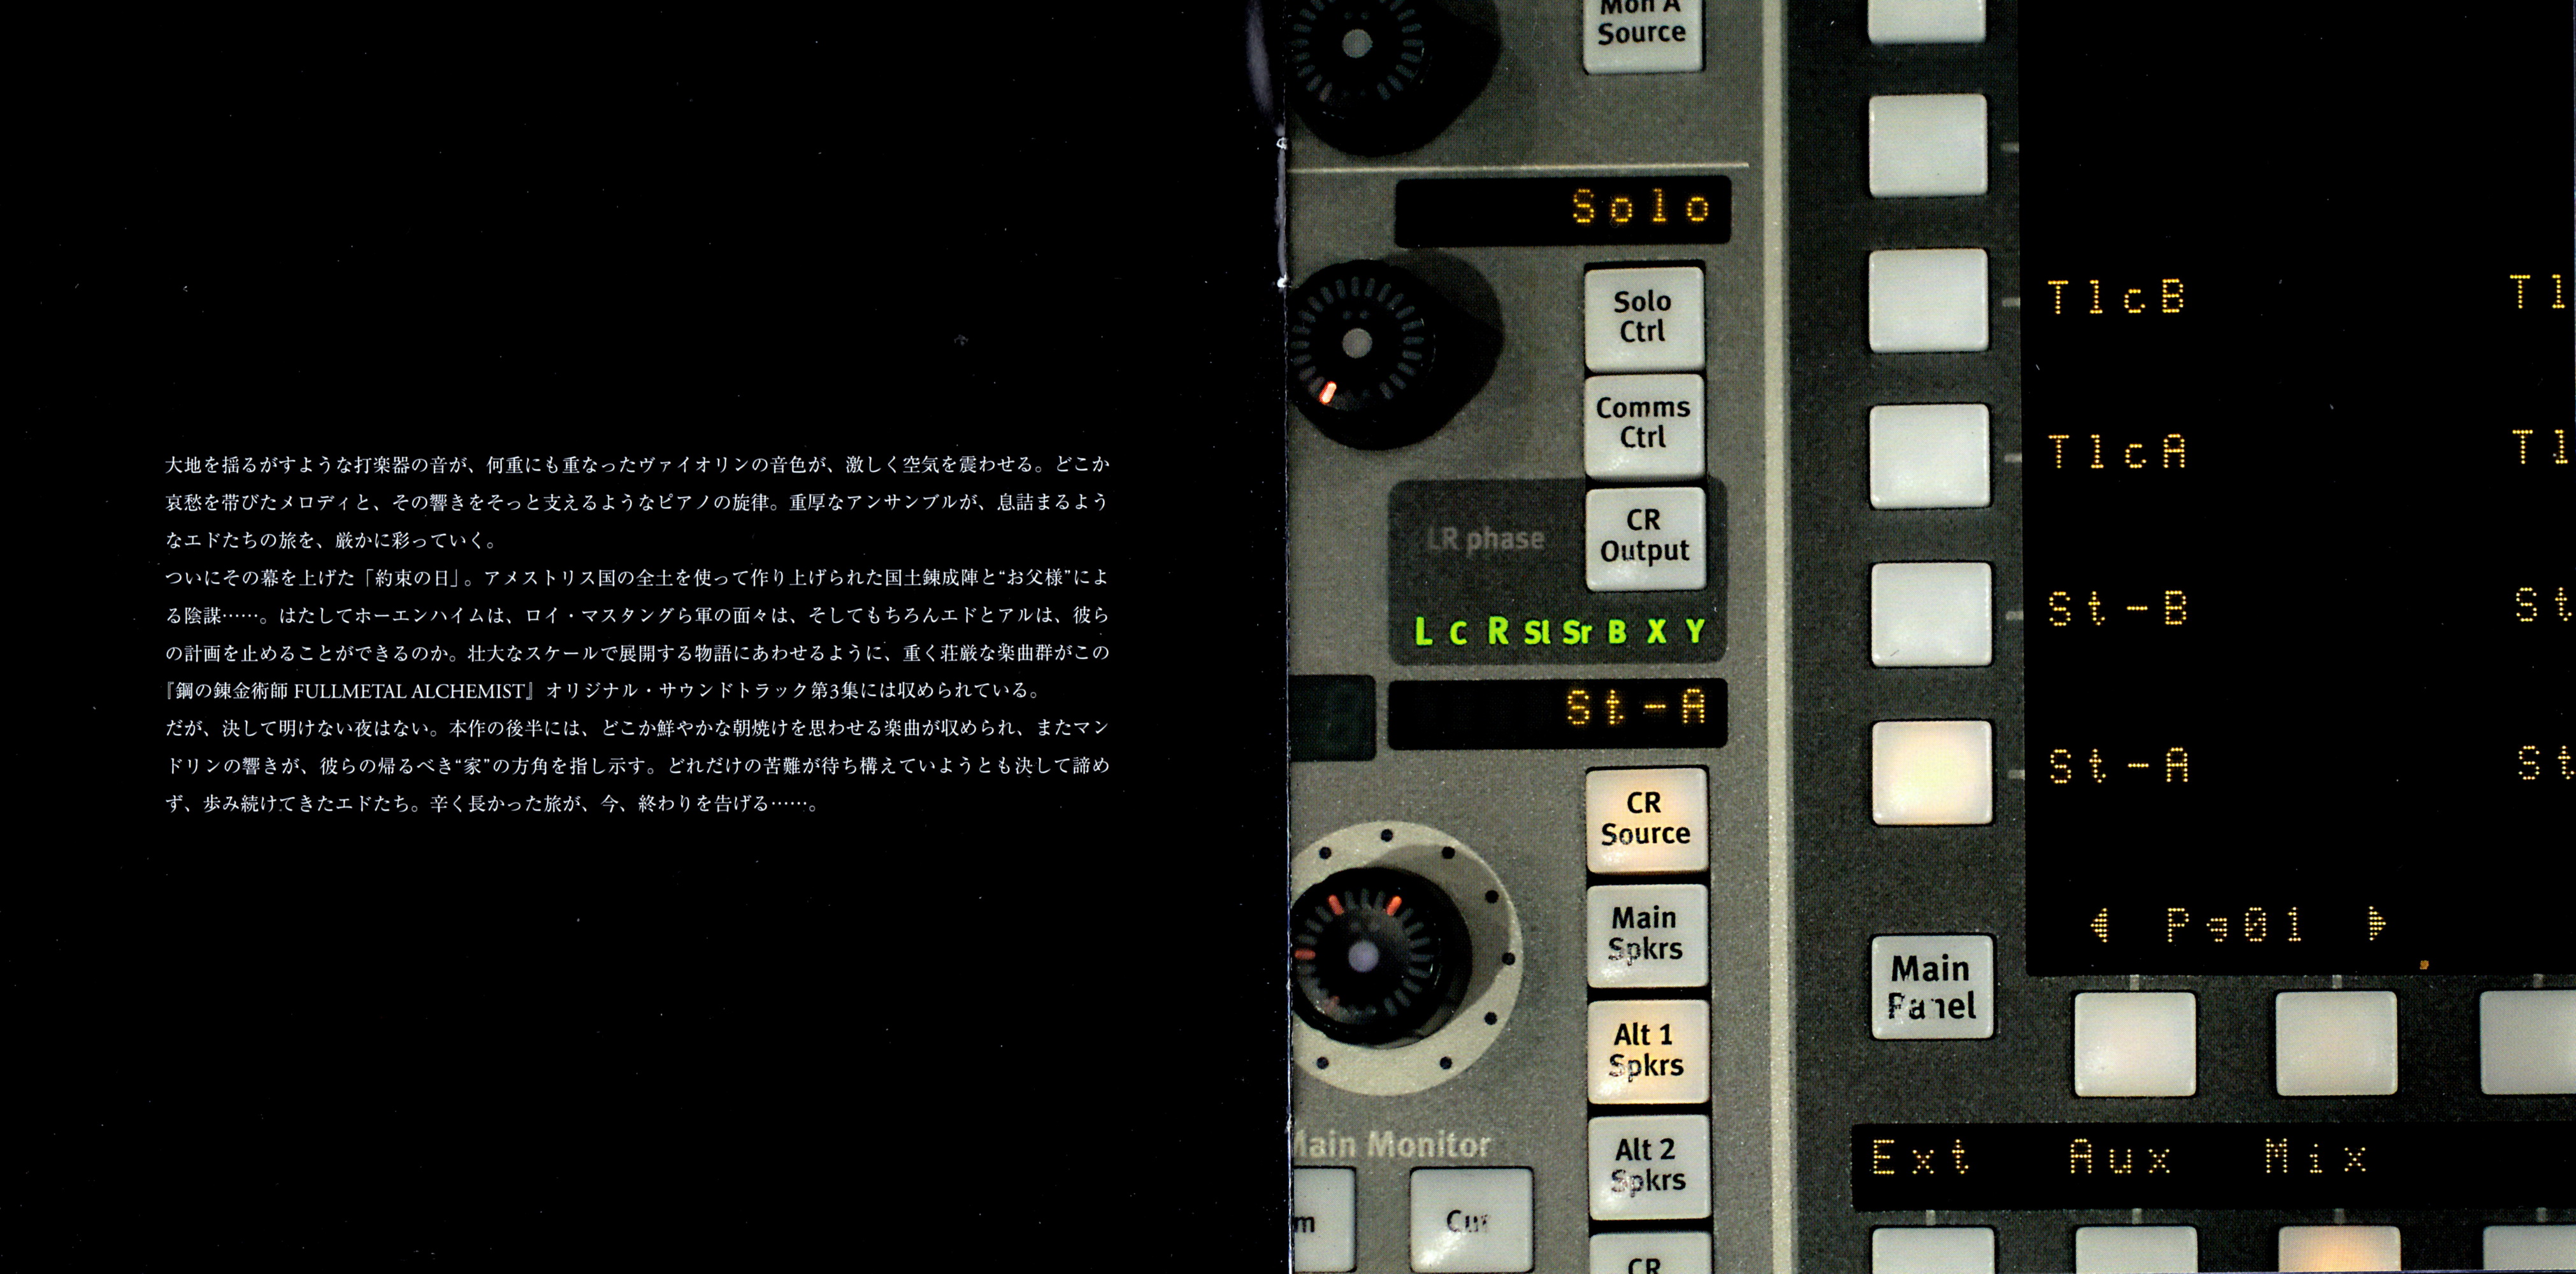 大地を揺るがすような打楽器の音が、何重にも重なったヴァイオリンの音色が、激しく空気を震わせる。どこか
哀愁を帯びたメロディと、その響きをそっと支えるようなピアノの旋律。重厚なアンサンブルが、息詰まるよう
なエドたちの旅を、厳かに彩っていく。
ついにその幕を上げた「約束の日」。アメストリス国の全土を使って作り上げられた国土錬成陣と“お父様”によ
る陰謀……。はたしてホーエンハイムは、ロイ・マスタングら軍の面々は、そしてもちろんエドとアルは、彼ら
の計画を止めることができるのか。壮大なスケールで展開する物語にあわせるように、重く荘厳な楽曲群がこの
『鋼の錬金術師 FULLMETAL ALCHEMIST』オリジナル・サウンドトラック第3集には収められている。
だが、決して明けない夜はない。本作の後半には、どこか鮮やかな朝焼けを思わせる楽曲が収められ、またマン
ドリンの響きが、彼らの帰るべき“家”の方角を指し示す。どれだけの苦難が待ち構えていようとも決して諦め
ず、歩み続けてきたエドたち。辛く長かった旅が、今、終わりを告げる……。
Mon A
Source
Solo
Solo
Ctrl
Comms
Ctrl
LR phase
CR
Output
L C R Sl Sr B X Y
St-A
CR
Source
Main
Spkrs
Alt 1
Spkrs
Main Monitor
Alt 2
Spkrs
Cut
CR
TlcB
Tl
TlcA
Tl
St-B
St
St-A
St
Pg01
Main
Panel
Ext Aux Mix